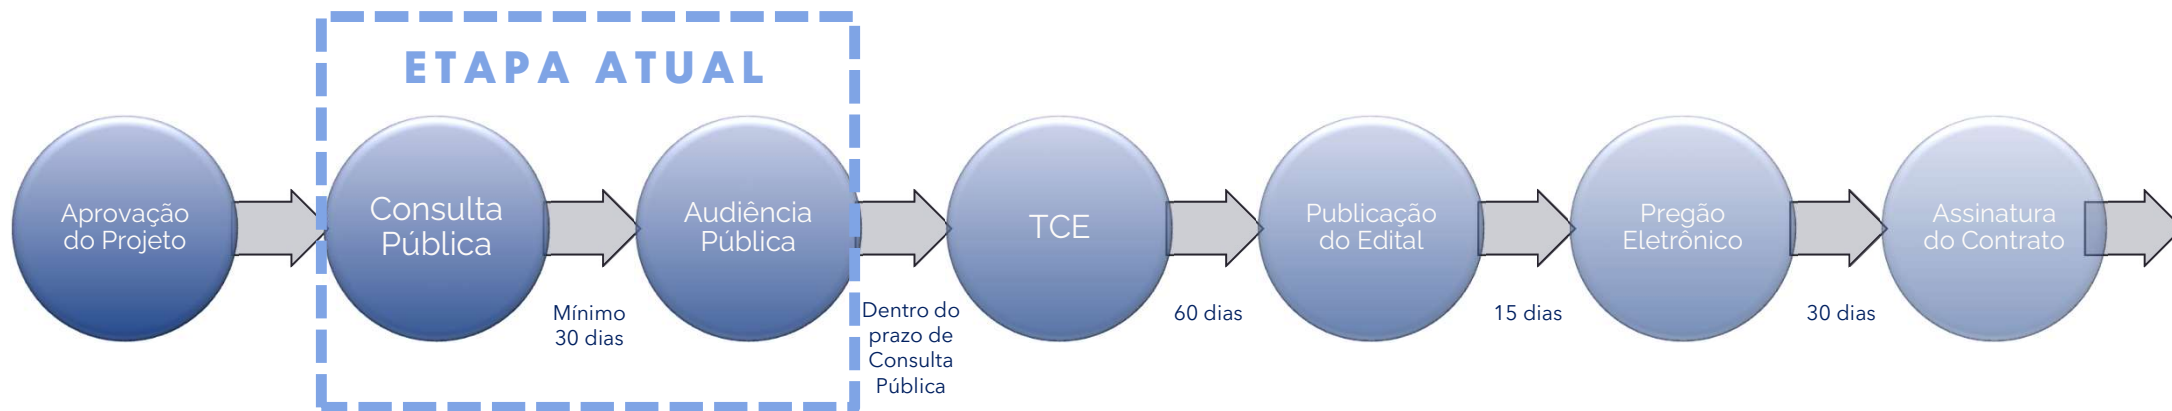 ETAPA ATUAL
Aprovação
do Projeto
Consulta
Pública
Audiência
Pública
TCE
Publicação
do Edital
Pregão
Eletrônico
Assinatura
do Contrato
Mínimo
30 dias
Dentro do
prazo de
Consulta
Pública
60 dias
15 dias
30 dias